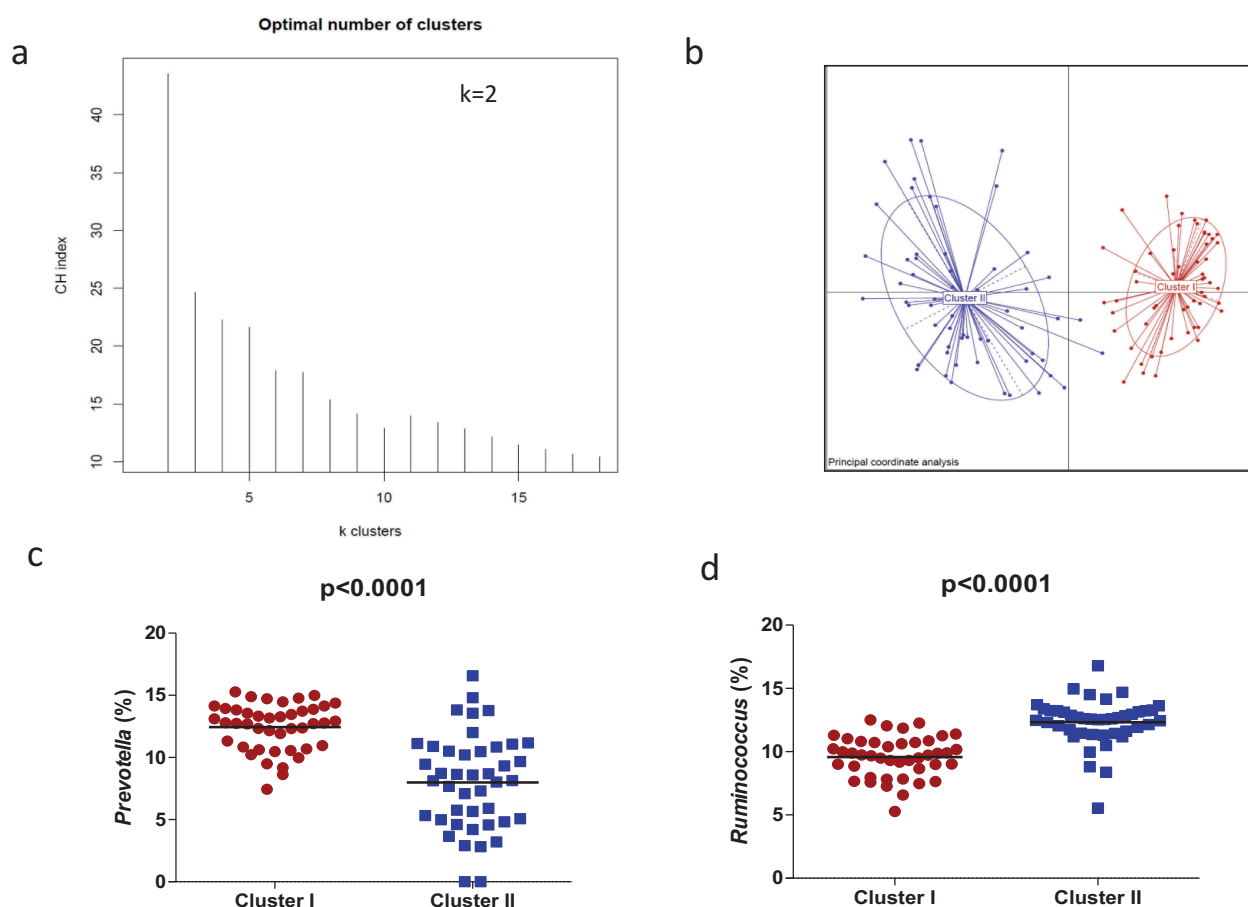 Optimal number of clusters
a
k=2
40
35
30
25
20
15
10
CH index
5
10
15
k clusters
b
Cluster II
Cluster I
Principal coordinate analysis
c
p<0.0001
20
15
10
5
0
Prevotella (%)
Cluster I
Cluster II
d
p<0.0001
20
15
10
5
0
Ruminococcus (%)
Cluster I
Cluster II